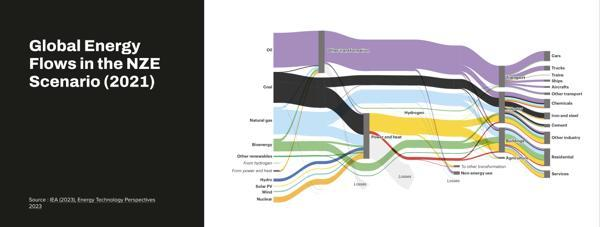 Global Energy
Flows in the NZE
Scenario (2021)
Source : IEA (2023), Energy Technology Perspectives
2023
Oil
Coal
Natural gas
Bioenergy
Other renewables
From hydrogen
From power and heat
Hydro
Solar PV
Wind
Nuclear
Other transformation
Power and heat
Hydrogen
Losses
Losses
Losses
To other transformation
Non-energy use
Transport
Buildings
Agriculture
Cars
Trucks
Trains
Ships
Aircrafts
Other transport
Chemicals
Iron and steel
Cement
Other industry
Residential
Services